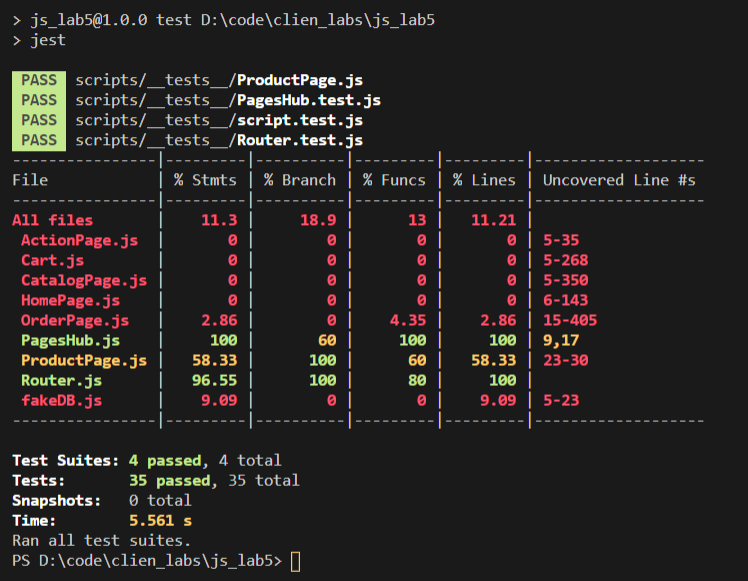 > js_lab5@1.0.0 test D:\code\clien_labs\js_lab5
> jest
PASS scripts/__tests__/ProductPage.js
PASS scripts/__tests__/PagesHub.test.js
PASS scripts/__tests__/script.test.js
PASS scripts/__tests__/Router.test.js
----------------|---------|----------|---------|---------|-------------------
File | % Stmts | % Branch | % Funcs | % Lines | Uncovered Line #s
----------------|---------|----------|---------|---------|-------------------
All files | 11.3 | 18.9 | 13 | 11.21 |
ActionPage.js | 0 | 0 | 0 | 0 | 5-35
Cart.js | 0 | 0 | 0 | 0 | 5-268
CatalogPage.js | 0 | 0 | 0 | 0 | 5-350
HomePage.js | 0 | 0 | 0 | 0 | 6-143
OrderPage.js | 2.86 | 0 | 4.35 | 2.86 | 15-405
PagesHub.js | 100 | 60 | 100 | 100 | 9,17
ProductPage.js | 58.33 | 100 | 60 | 58.33 | 23-30
Router.js | 96.55 | 100 | 80 | 100 |
fakeDB.js | 9.09 | 0 | 0 | 9.09 | 5-23
----------------|---------|----------|---------|---------|-------------------
Test Suites: 4 passed, 4 total
Tests: 35 passed, 35 total
Snapshots: 0 total
Time: 5.561 s
Ran all test suites.
PS D:\code\clien_labs\js_lab5>